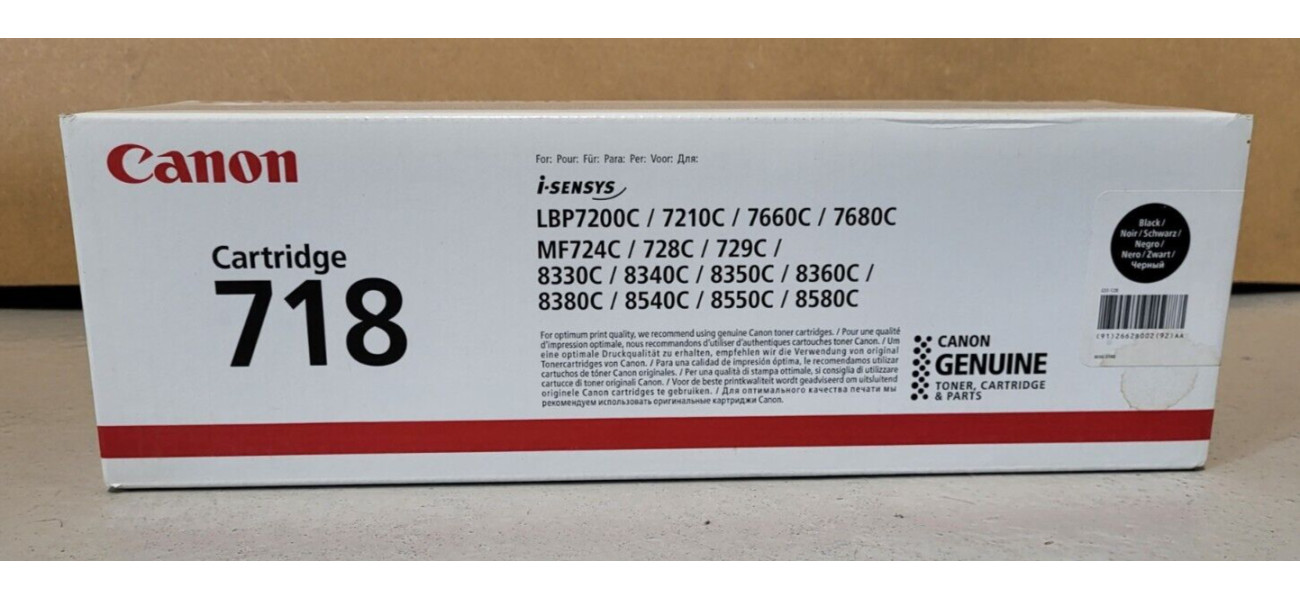 Canon
Cartridge
718
For: Pour: Für: Para: Per: Voor: Для:
i-SENSYS
LBP7200C / 7210C / 7660C / 7680C
MF724C / 728C / 729C /
8330C / 8340C / 8350C / 8360C /
8380C / 8540C / 8550C / 8580C
For optimum print quality, we recommend using genuine Canon toner cartridges. / Pour une qualité
d'impression optimale, nous recommandons d'utiliser d'authentiques cartouches toner Canon. / Um
eine optimale Druckqualität zu erhalten, empfehlen wir die Verwendung von original
Tonercartridges von Canon. / Para una calidad de impresión óptima, le recomendamos utilizar
cartuchos de tóner Canon originales. / Per una qualità di stampa ottimale, si consiglia di utilizzare
cartucce di toner originali Canon. / Voor de beste printkwaliteit wordt geadviseerd om uitsluitend
originele Canon cartridges te gebruiken. / Для оптимального качества печати мы
рекомендуем использовать оригинальные картриджи Canon.
CANON
GENUINE
TONER, CARTRIDGE
& PARTS
Black /
Noir / Schwarz /
Negro /
Nero / Zwart /
Черный
(91)2662B002(92)AA